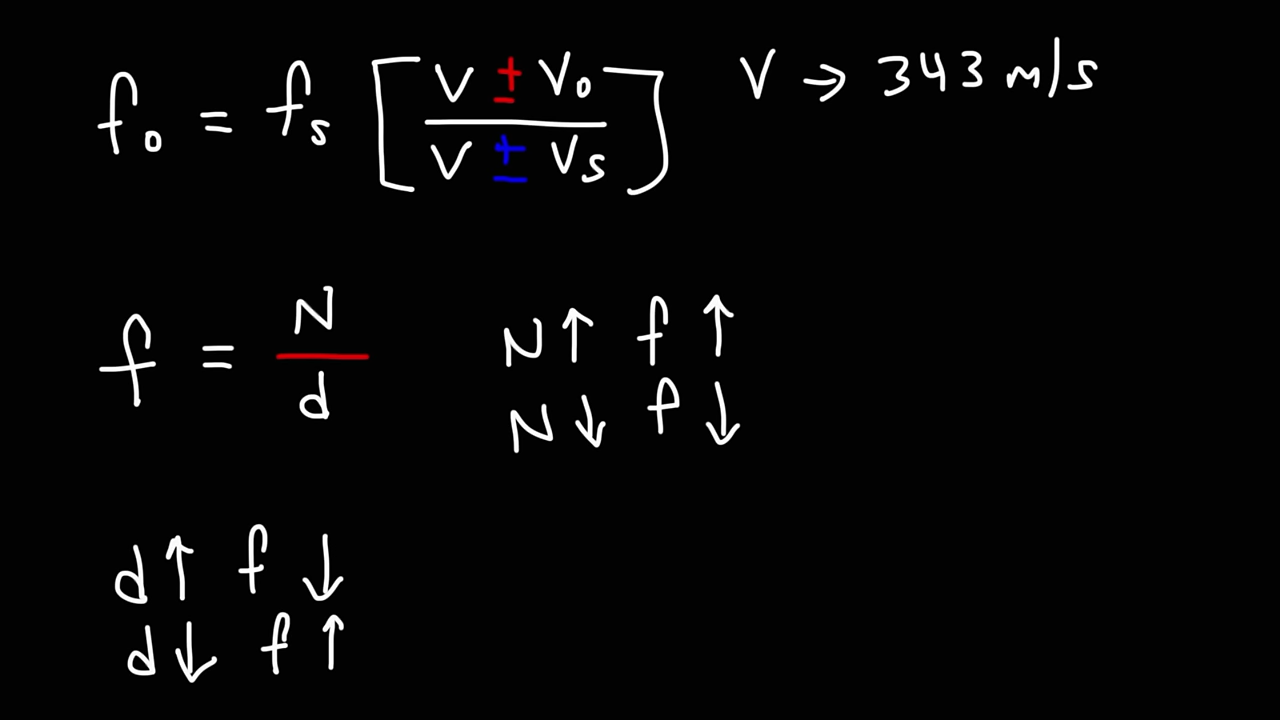 f₀ = fₛ [ (V ± V₀) / (V ± Vₛ) ] V → 343 m/s
f = N / d
N ↑ f ↑
N ↓ f ↓
d ↑ f ↓
d ↓ f ↑